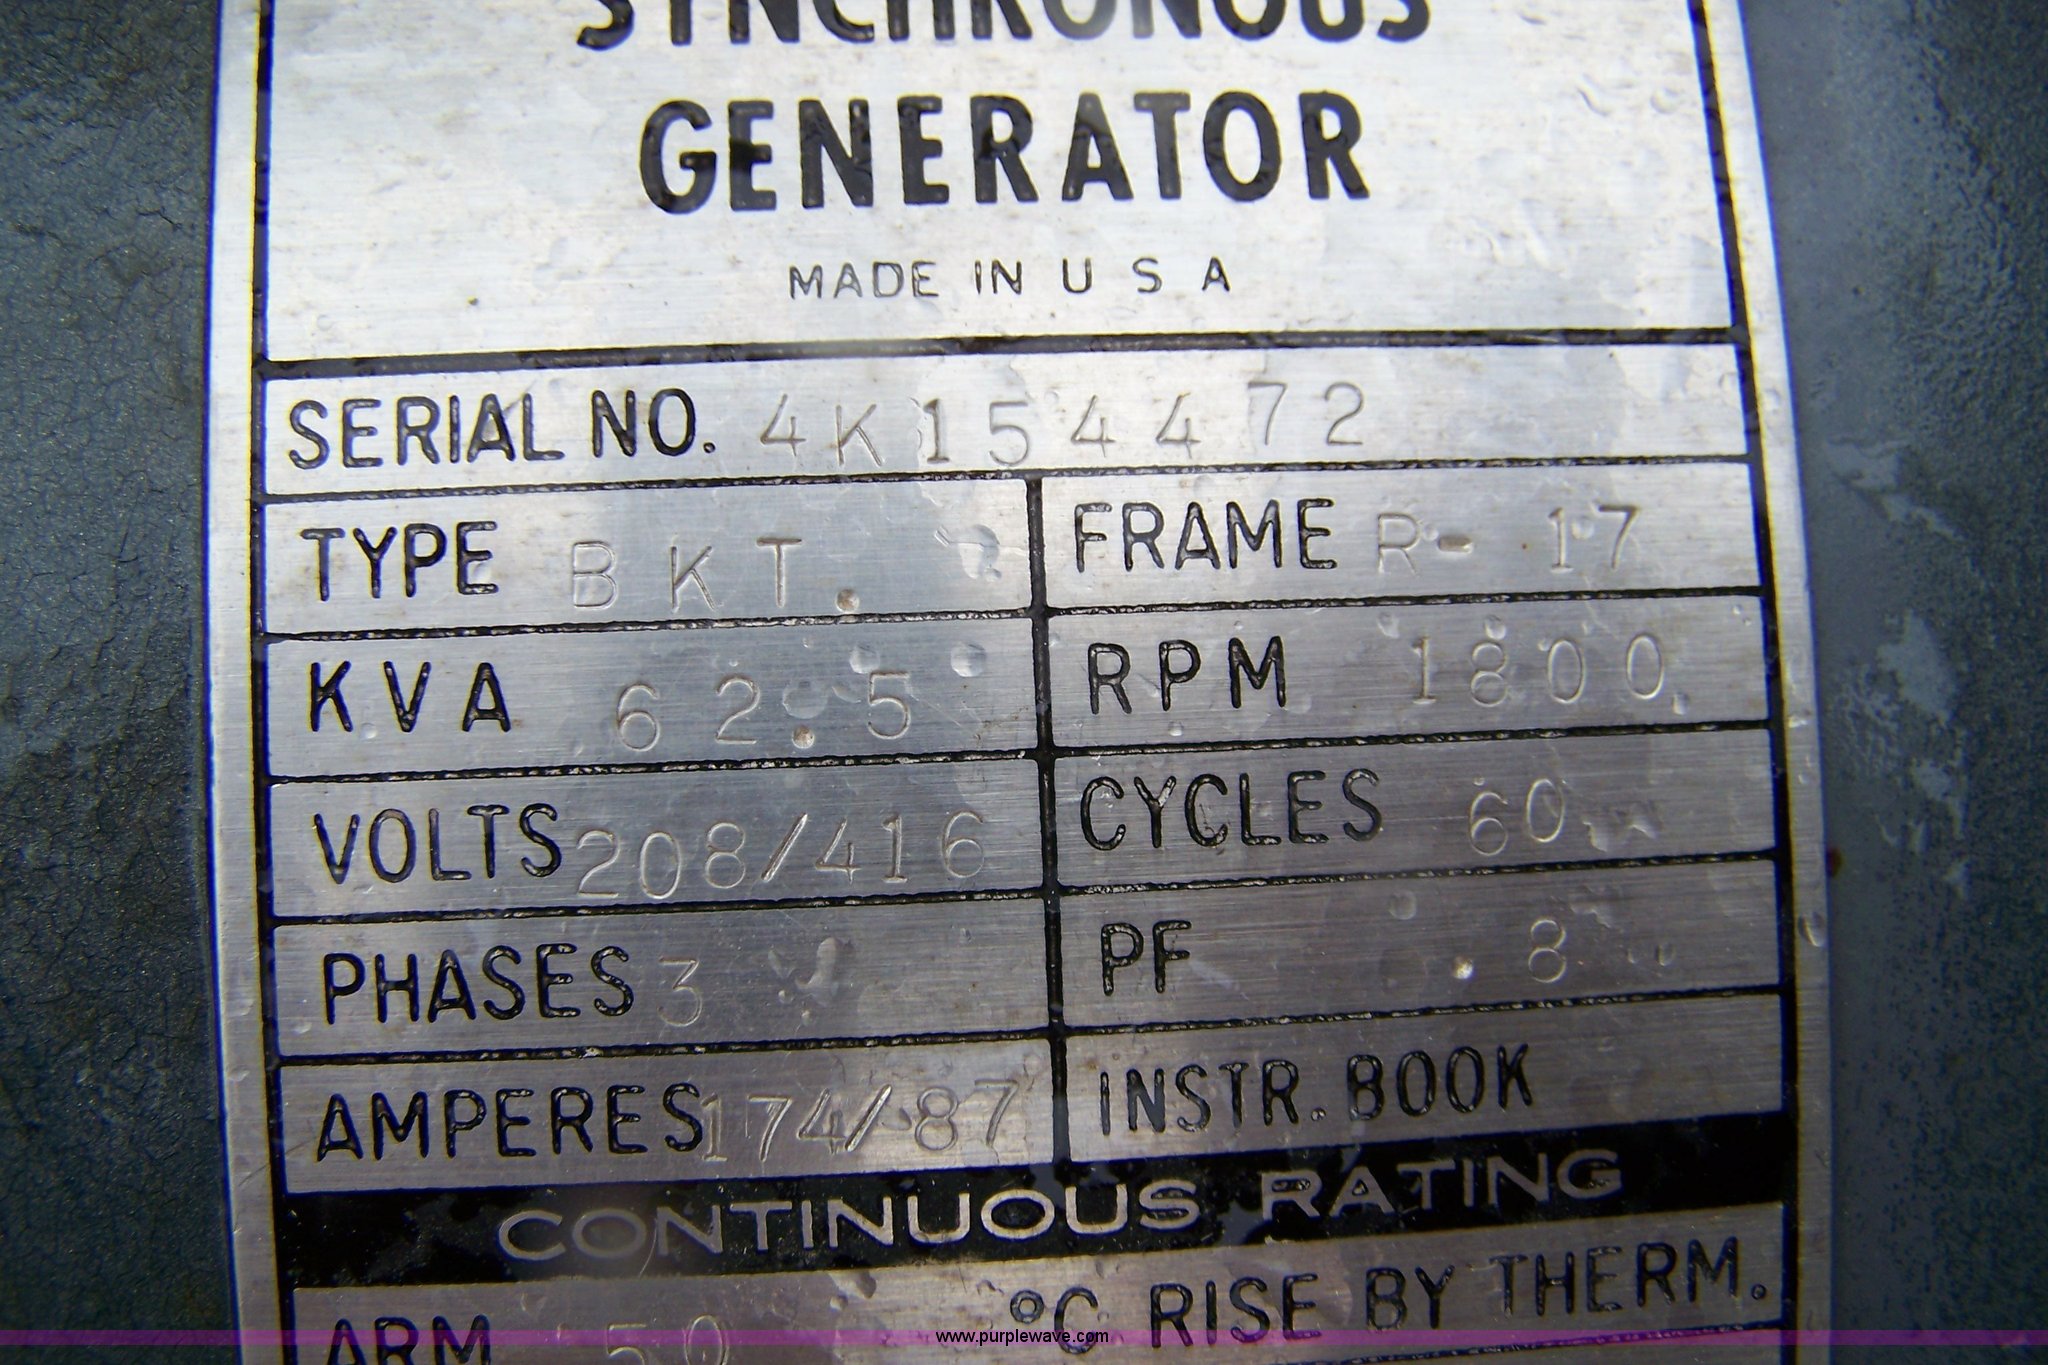 SYNCHRONOUS
GENERATOR
MADE IN U S A
SERIAL NO. 4K154472
TYPE BKT. FRAME R-17
KVA 62.5 RPM 1800
VOLTS 208/416 CYCLES 60
PHASES 3 PF .8
AMPERES 174/87 INSTR. BOOK
CONTINUOUS RATING
ARM 50 °C RISE BY THERM.
www.purplewave.com